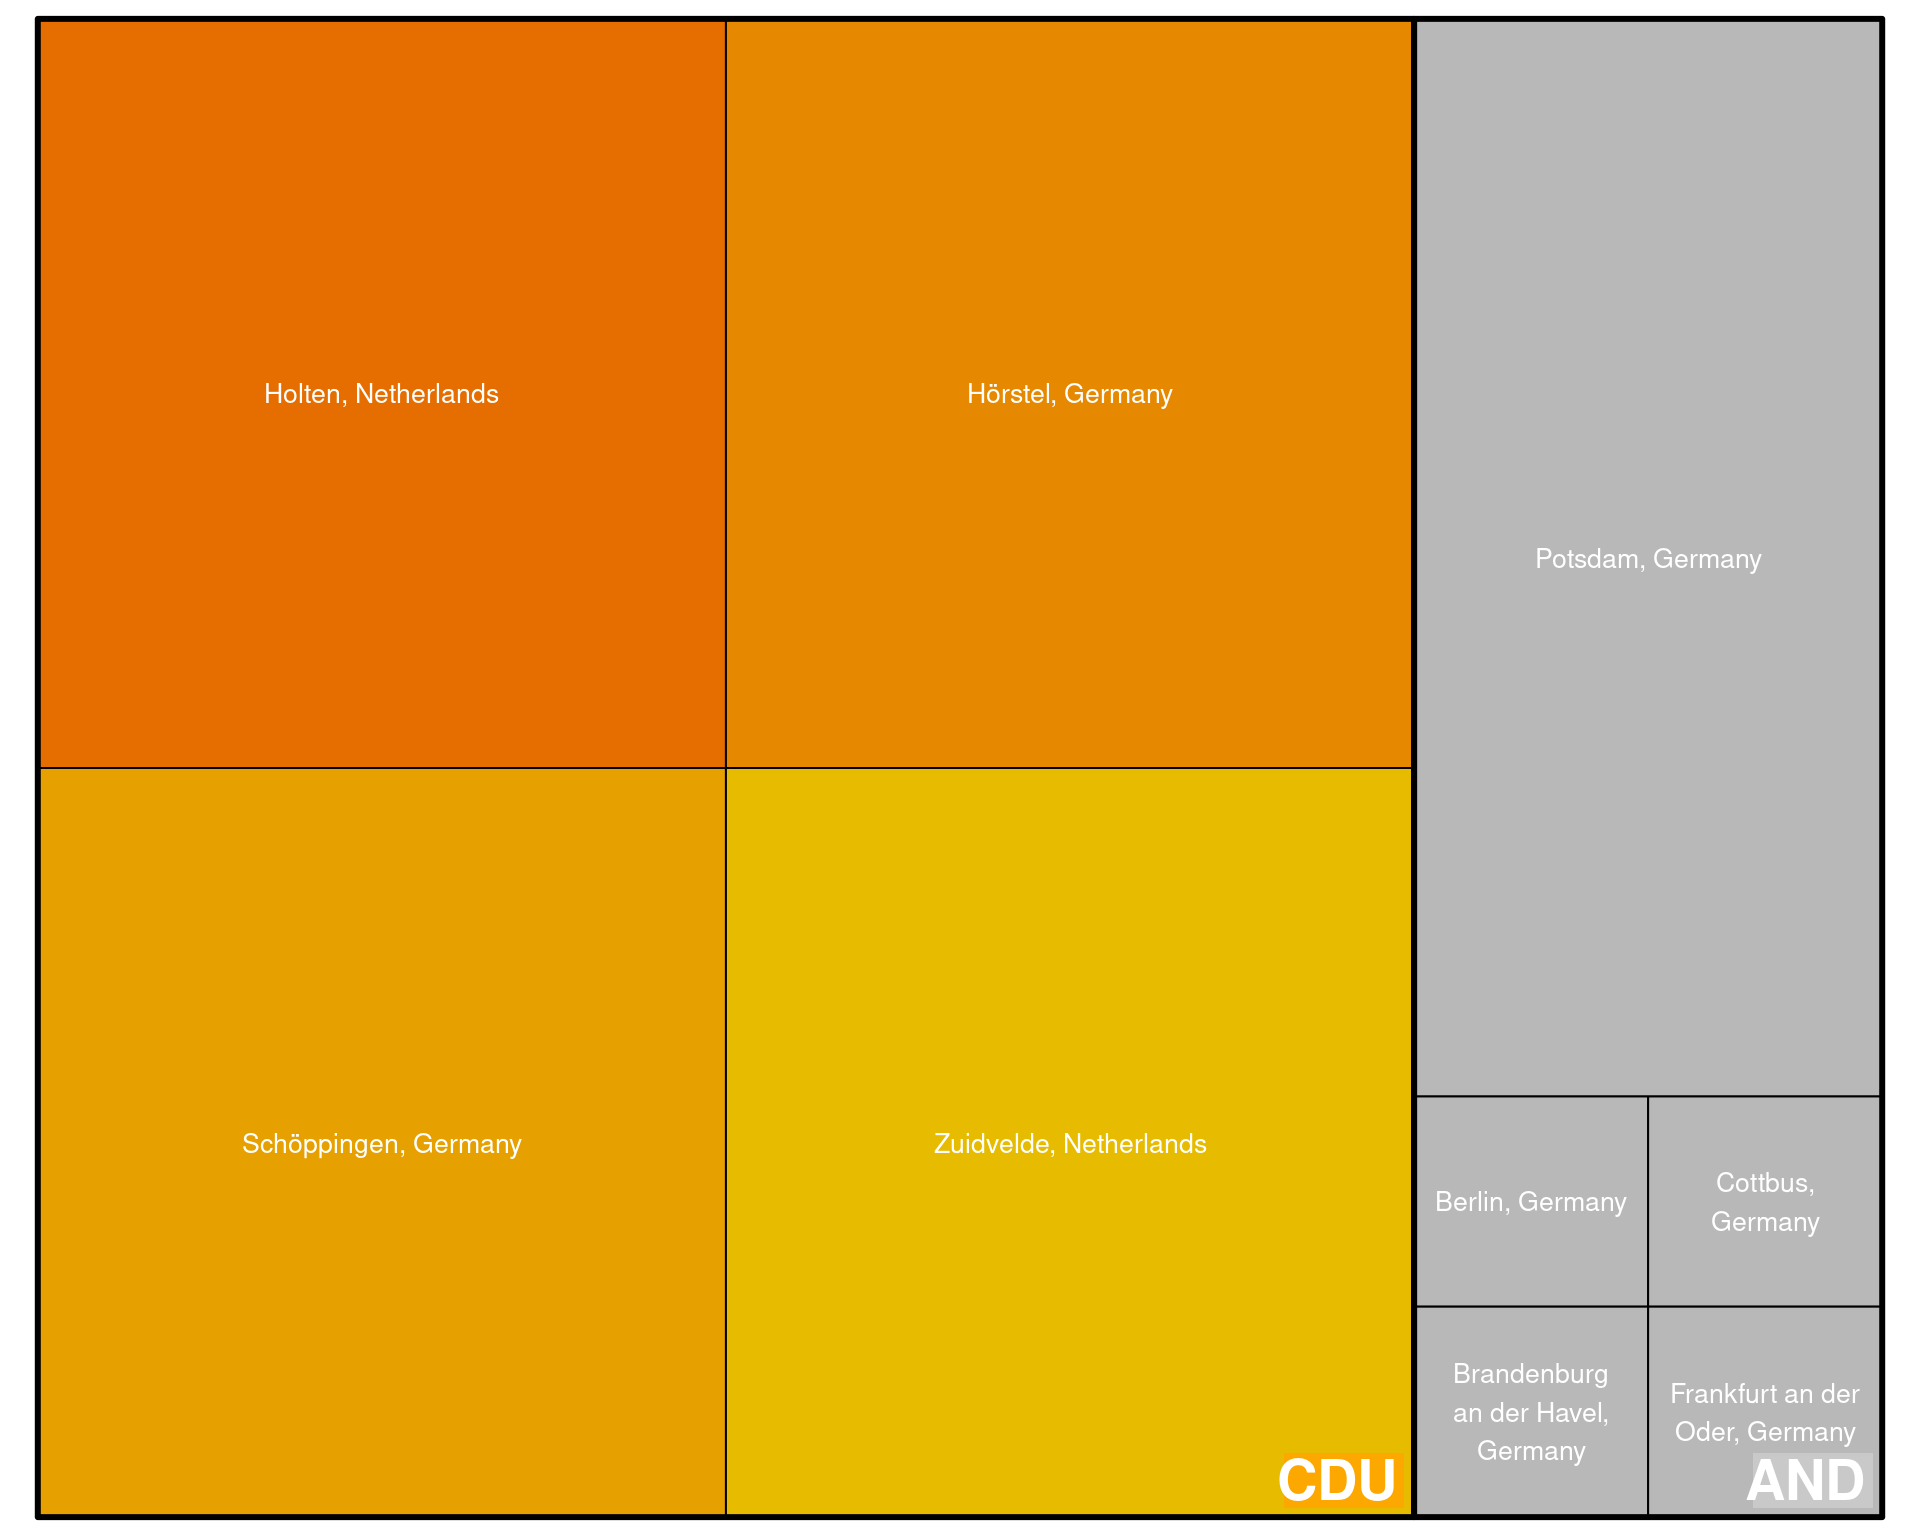 Holten, Netherlands
Hörstel, Germany
Potsdam, Germany
Schöppingen, Germany
Zuidvelde, Netherlands
Berlin, Germany
Cottbus,
Germany
Brandenburg
an der Havel,
Germany
Frankfurt an der
Oder, Germany
CDU
AND